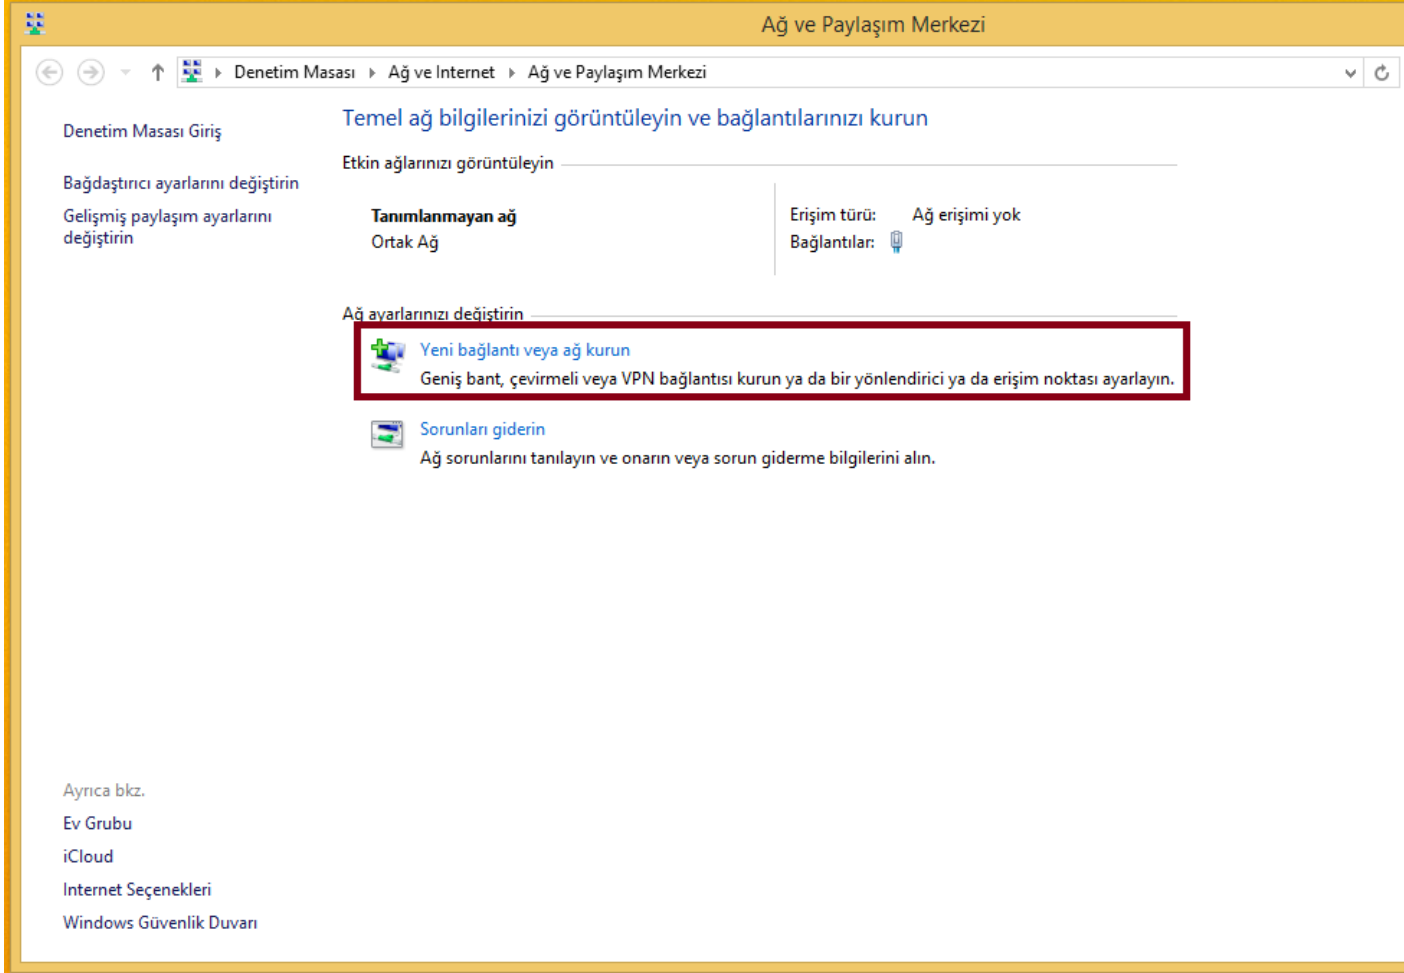 Ağ ve Paylaşım Merkezi
Denetim Masası Ağ ve Internet Ağ ve Paylaşım Merkezi
Denetim Masası Giriş
Bağdaştırıcı ayarlarını değiştirin
Gelişmiş paylaşım ayarlarını
değiştirin
Temel ağ bilgilerinizi görüntüleyin ve bağlantılarınızı kurun
Etkin ağlarınızı görüntüleyin
Tanımlanmayan ağ
Ortak Ağ
Erişim türü: Ağ erişimi yok
Bağlantılar:
Ağ ayarlarınızı değiştirin
Yeni bağlantı veya ağ kurun
Geniş bant, çevirmeli veya VPN bağlantısı kurun ya da bir yönlendirici ya da erişim noktası ayarlayın.
Sorunları giderin
Ağ sorunlarını tanılayın ve onarın veya sorun giderme bilgilerini alın.
Ayrıca bkz.
Ev Grubu
iCloud
Internet Seçenekleri
Windows Güvenlik Duvarı